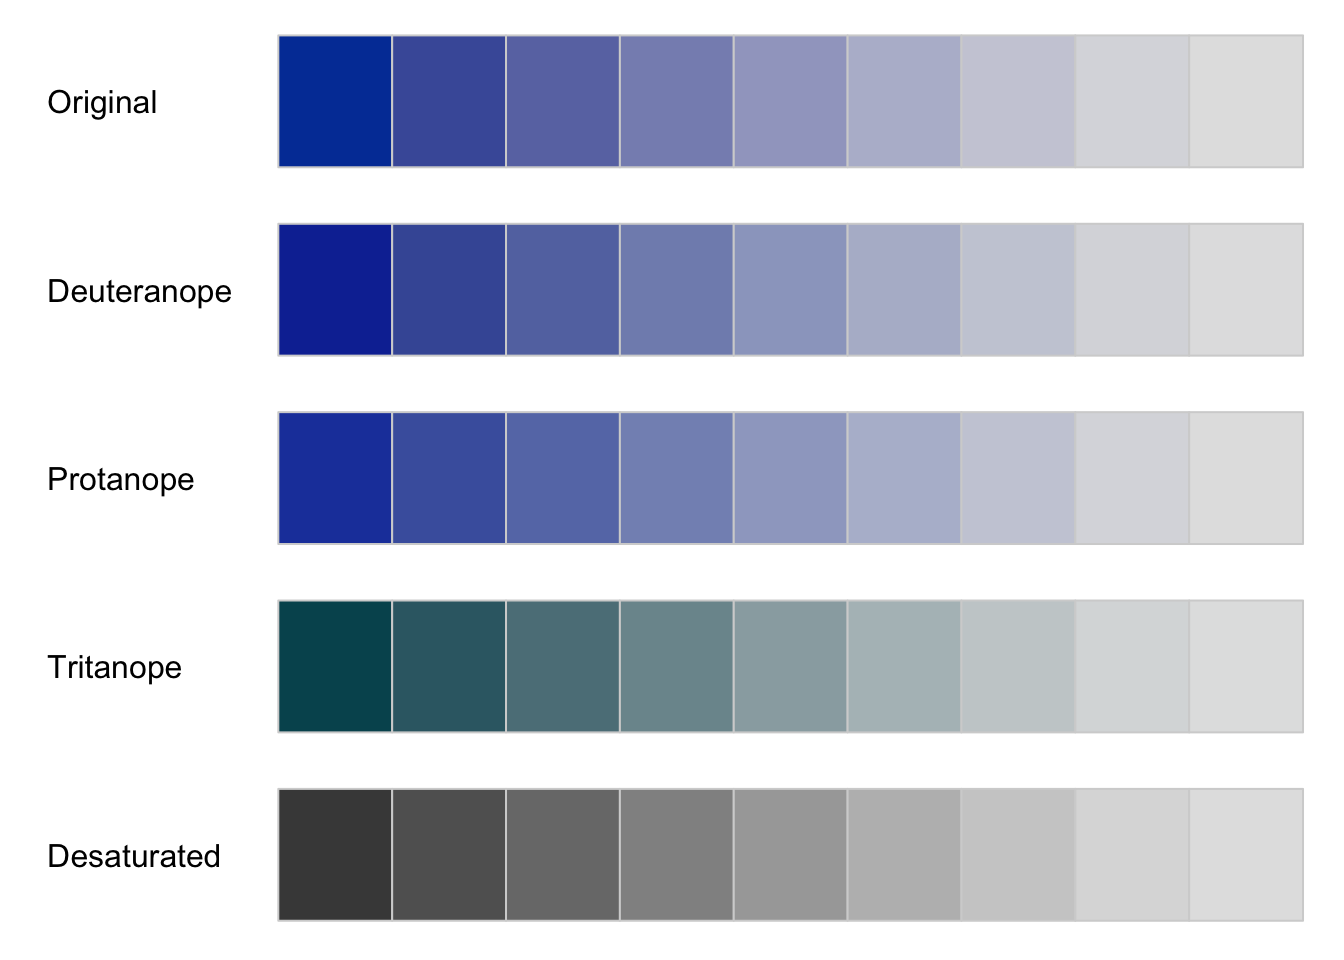 Original
Deuteranope
Protanope
Tritanope
Desaturated